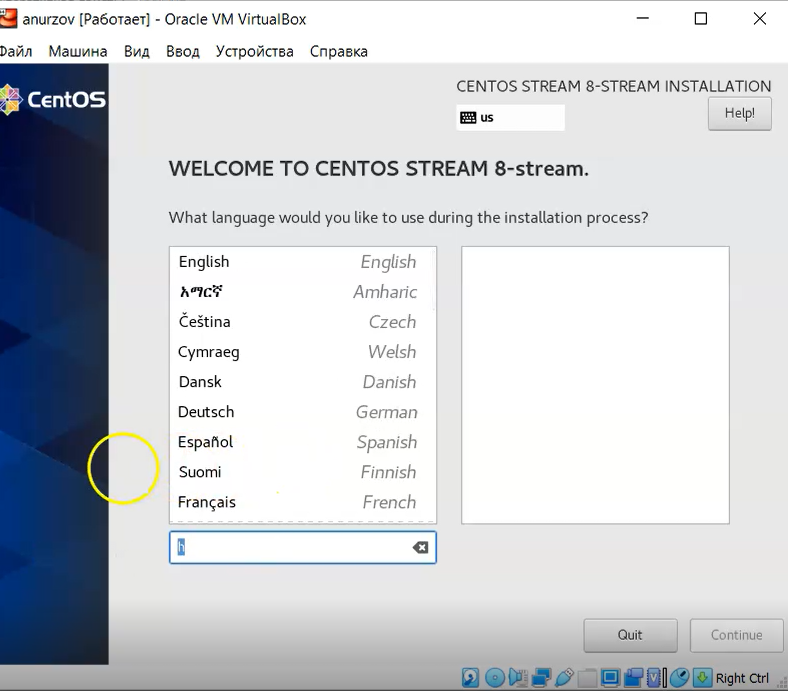 anurzov [Работает] - Oracle VM VirtualBox
Файл Машина Вид Ввод Устройства Справка
CentOS
CENTOS STREAM 8-STREAM INSTALLATION
us
Help!
WELCOME TO CENTOS STREAM 8-stream.
What language would you like to use during the installation process?
English English
አማርኛ Amharic
Čeština Czech
Cymraeg Welsh
Dansk Danish
Deutsch German
Español Spanish
Suomi Finnish
Français French
h
Quit Continue
Right Ctrl